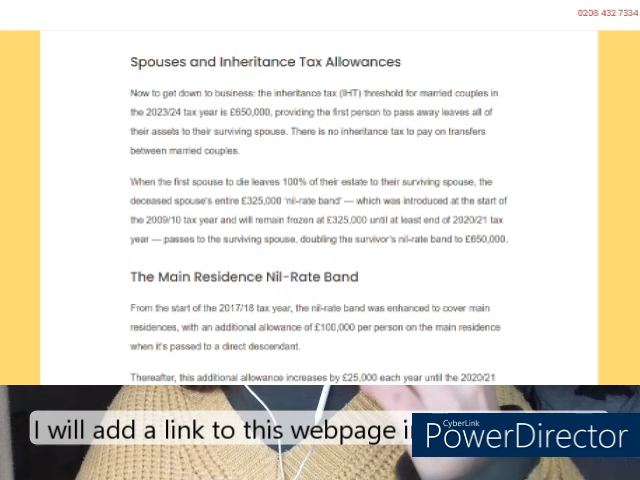 0208 432 7334
Spouses and Inheritance Tax Allowances
Now to get down to business: the inheritance tax (IHT) threshold for married couples in
the 2023/24 tax year is £650,000, providing the first person to pass away leaves all of
their assets to their surviving spouse. There is no inheritance tax to pay on transfers
between married couples.
When the first spouse to die leaves 100% of their estate to their surviving spouse, the
deceased spouse's entire £325,000 'nil-rate band' — which was introduced at the start of
the 2009/10 tax year and will remain frozen at £325,000 until at least end of 2020/21 tax
year — passes to the surviving spouse, doubling the survivor's nil-rate band to £650,000.
The Main Residence Nil-Rate Band
From the start of the 2017/18 tax year, the nil-rate band was enhanced to cover main
residences, with an additional allowance of £100,000 per person on the main residence
when it's passed to a direct descendant.
Thereafter, this additional allowance increases by £25,000 each year until the 2020/21
I will add a link to this webpage
CyberLink
PowerDirector